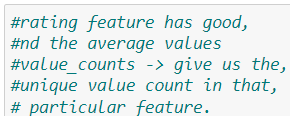 #rating feature has good,
#nd the average values
#value_counts -> give us the,
#unique value count in that,
# particular feature.